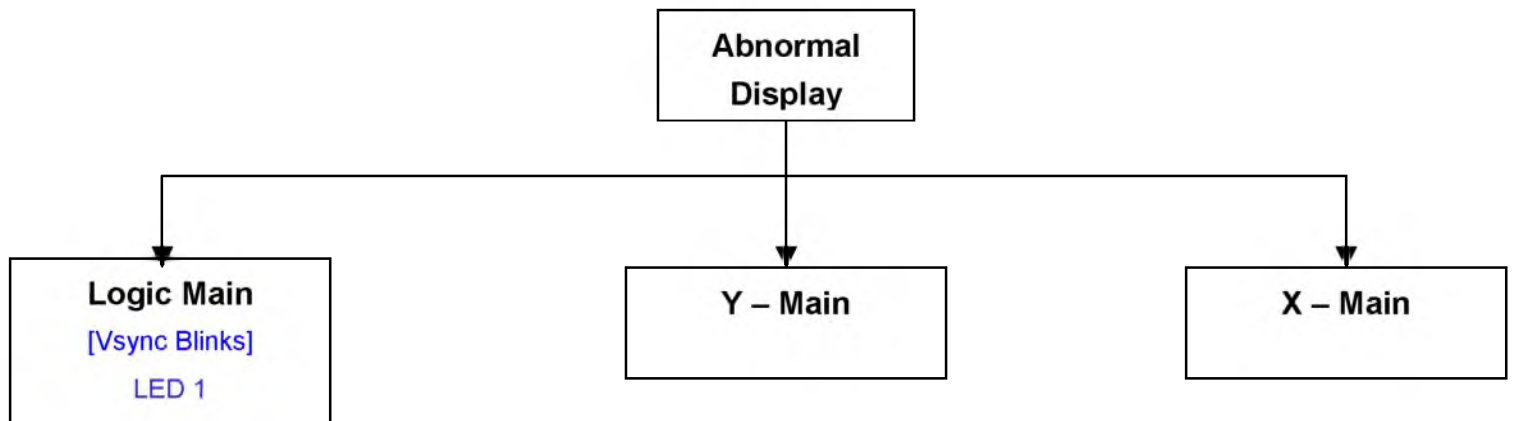 Abnormal
Display
Logic Main
[Vsync Blinks]
LED 1
Y – Main
X – Main